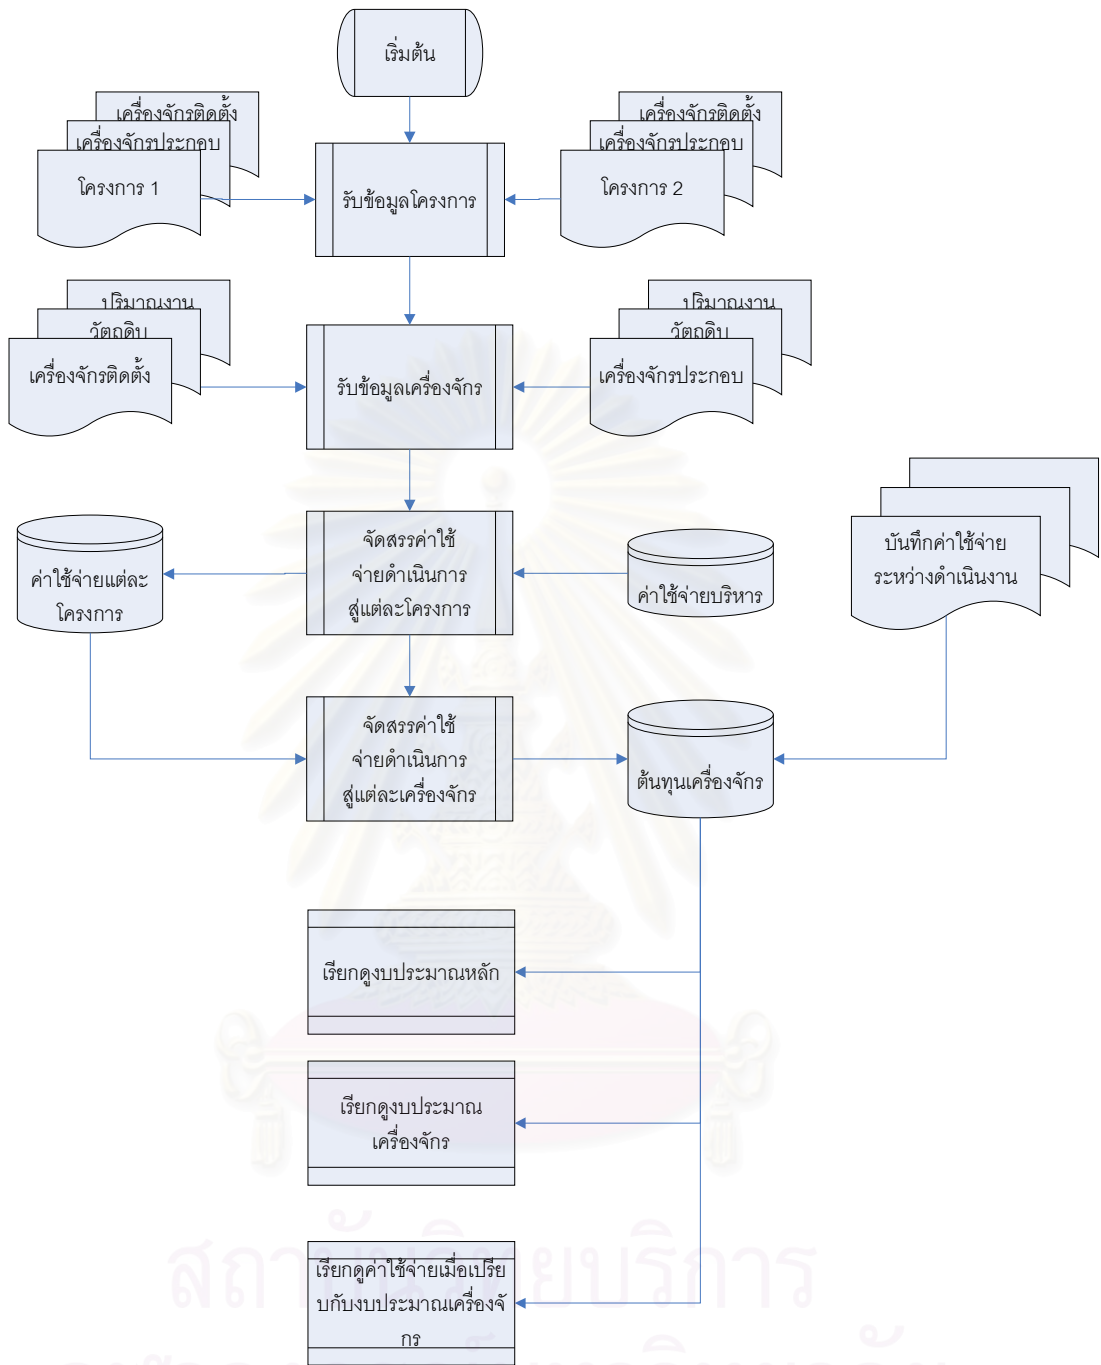 เริ่มต้น
เครื่องจักรติดตั้ง
เครื่องจักรประกอบ
โครงการ 1
รับข้อมูลโครงการ
เครื่องจักรติดตั้ง
เครื่องจักรประกอบ
โครงการ 2
ปริมาณงาน
วัตถุดิบ
เครื่องจักรติดตั้ง
รับข้อมูลเครื่องจักร
ปริมาณงาน
วัตถุดิบ
เครื่องจักรประกอบ
ค่าใช้จ่ายแต่ละ
โครงการ
จัดสรรค่าใช้
จ่ายดำเนินการ
สู่แต่ละโครงการ
ค่าใช้จ่ายบริหาร
บันทึกค่าใช้จ่าย
ระหว่างดำเนินงาน
จัดสรรค่าใช้
จ่ายดำเนินการ
สู่แต่ละเครื่องจักร
ต้นทุนเครื่องจักร
เรียกดูงบประมาณหลัก
เรียกดูงบประมาณ
เครื่องจักร
เรียกดูค่าใช้จ่ายเมื่อเปรีย
บกับงบประมาณเครื่องจั
กร
สถาบันวิทยบริการ